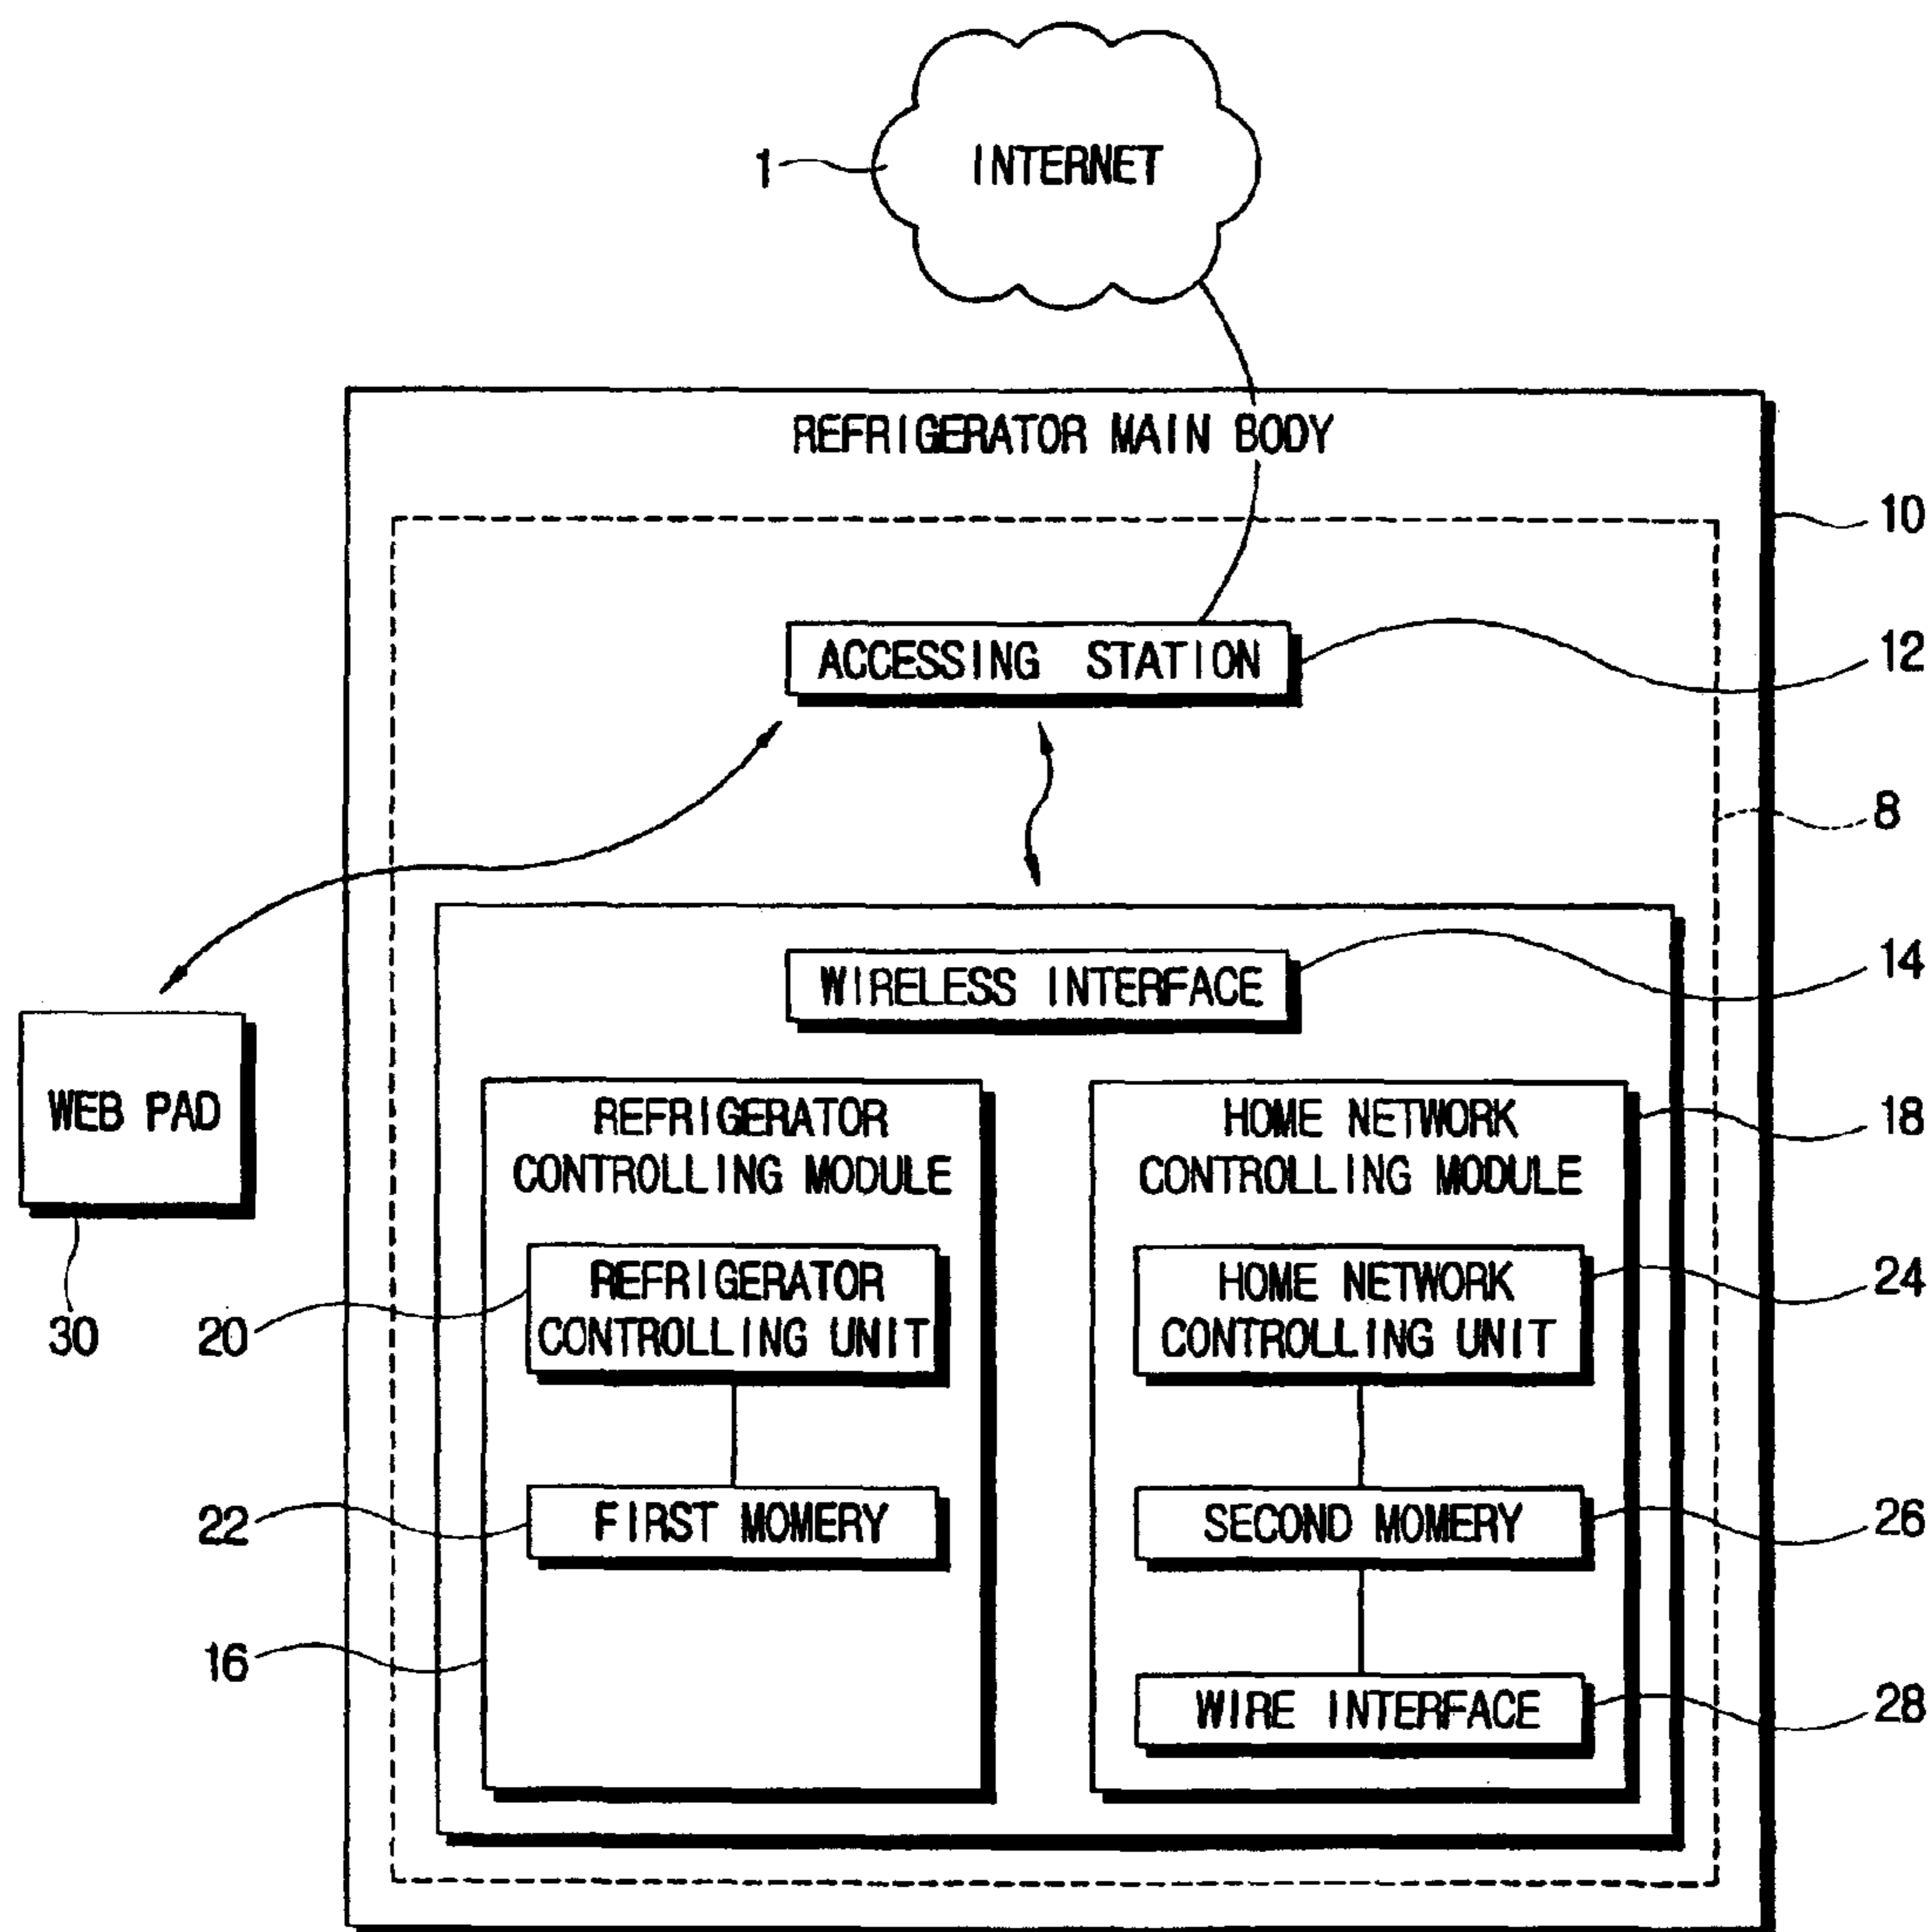 INTERNET
1
REFRIGERATOR MAIN BODY
10
ACCESSING STATION
12
8
WIRELESS INTERFACE
14
WEB PAD
30
REFRIGERATOR
CONTROLLING MODULE
HOME NETWORK
CONTROLLING MODULE
18
REFRIGERATOR
CONTROLLING UNIT
20
HOME NETWORK
CONTROLLING UNIT
24
FIRST MOMERY
22
SECOND MOMERY
26
16
WIRE INTERFACE
28